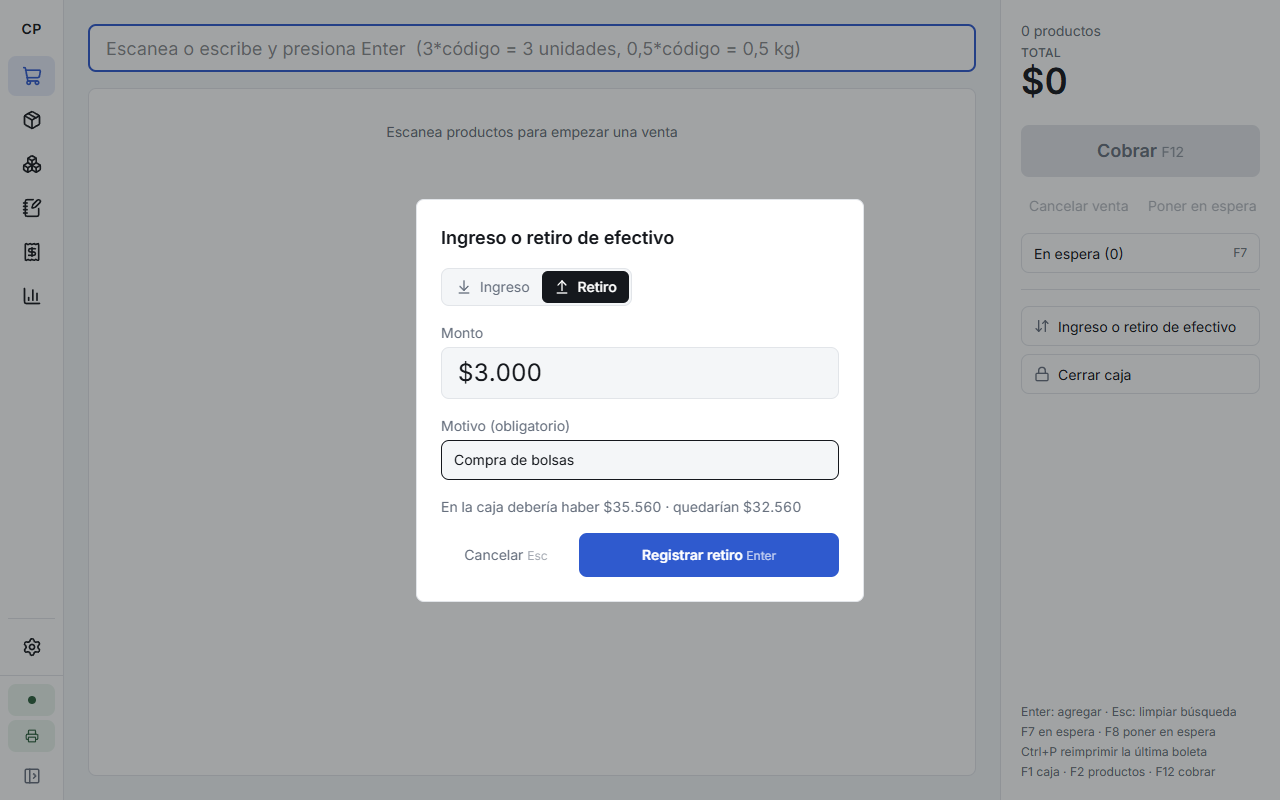 CP
Escanea o escribe y presiona Enter (3*código = 3 unidades, 0,5*código = 0,5 kg)
Escanea productos para empezar una venta
Ingreso o retiro de efectivo
Ingreso
Retiro
Monto
$3.000
Motivo (obligatorio)
Compra de bolsas
En la caja debería haber $35.560 · quedarían $32.560
Cancelar Esc
Registrar retiro Enter
0 productos
TOTAL
$0
Cobrar F12
Cancelar venta
Poner en espera
En espera (0) F7
Ingreso o retiro de efectivo
Cerrar caja
Enter: agregar · Esc: limpiar búsqueda
F7 en espera · F8 poner en espera
Ctrl+P reimprimir la última boleta
F1 caja · F2 productos · F12 cobrar